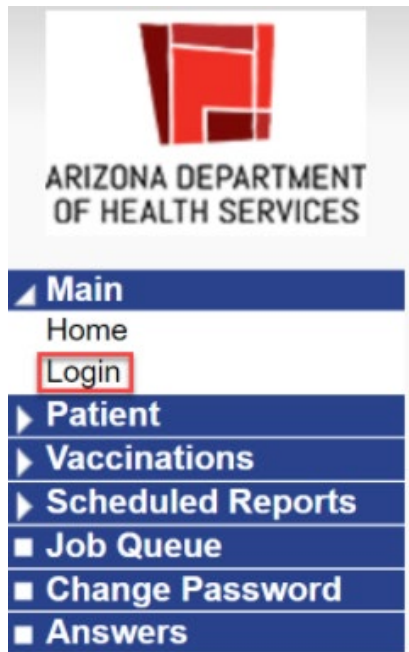 ARIZONA DEPARTMENT
OF HEALTH SERVICES
Main
Home
Login
Patient
Vaccinations
Scheduled Reports
Job Queue
Change Password
Answers